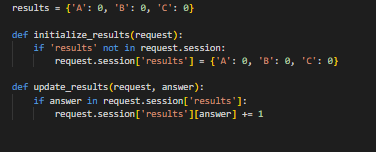 results = {'A': 0, 'B': 0, 'C': 0}

def initialize_results(request):
    if 'results' not in request.session:
        request.session['results'] = {'A': 0, 'B': 0, 'C': 0}

def update_results(request, answer):
    if answer in request.session['results']:
        request.session['results'][answer] += 1